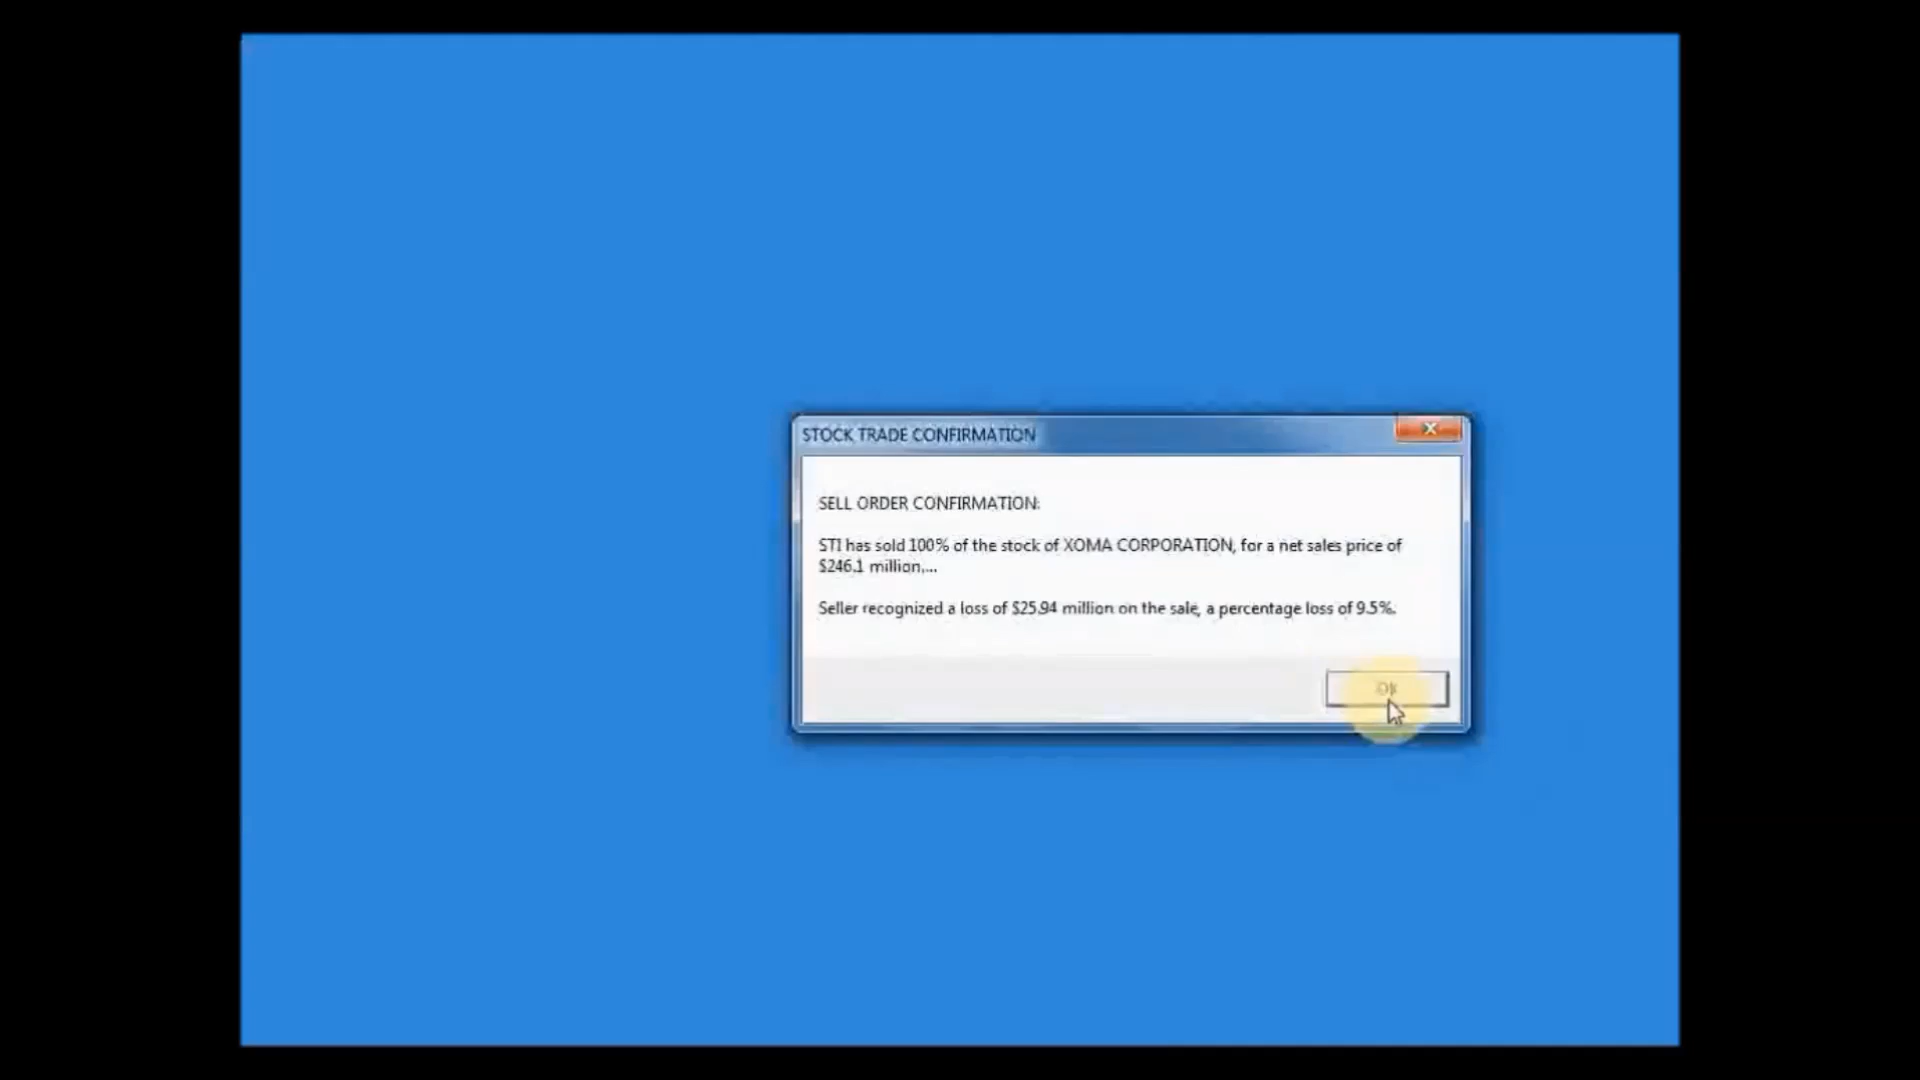 STOCK TRADE CONFIRMATION
SELL ORDER CONFIRMATION:
STI has sold 100% of the stock of XOMA CORPORATION, for a net sales price of
$246.1 million,...
Seller recognized a loss of $25.94 million on the sale, a percentage loss of 9.5%.
OK